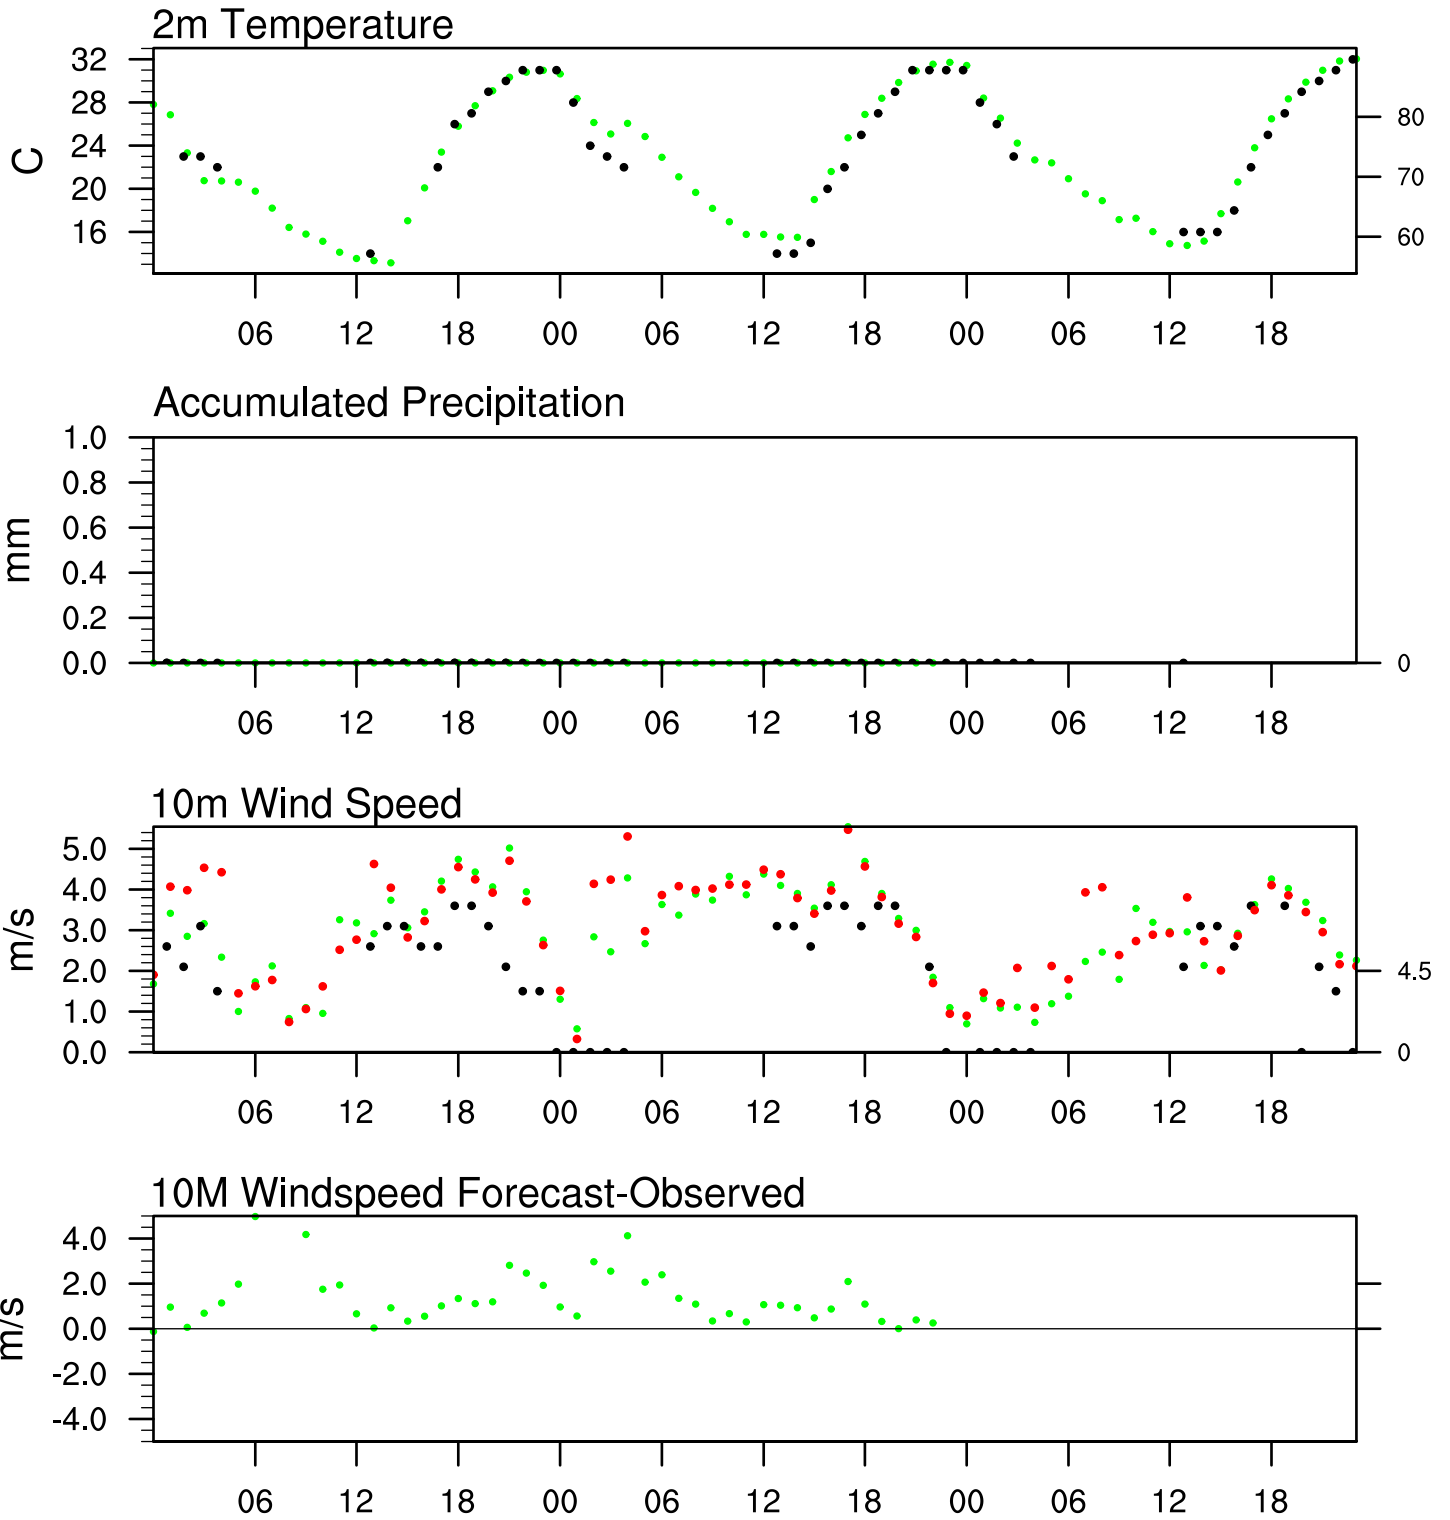 2m Temperature
32
28
24
20
16
C
80
70
60
06 12 18 00 06 12 18 00 06 12 18
Accumulated Precipitation
1.0
0.8
0.6
0.4
0.2
0.0
mm
0
06 12 18 00 06 12 18 00 06 12 18
10m Wind Speed
5.0
4.0
3.0
2.0
1.0
0.0
m/s
4.5
0
06 12 18 00 06 12 18 00 06 12 18
10M Windspeed Forecast-Observed
4.0
2.0
0.0
-2.0
-4.0
m/s
06 12 18 00 06 12 18 00 06 12 18